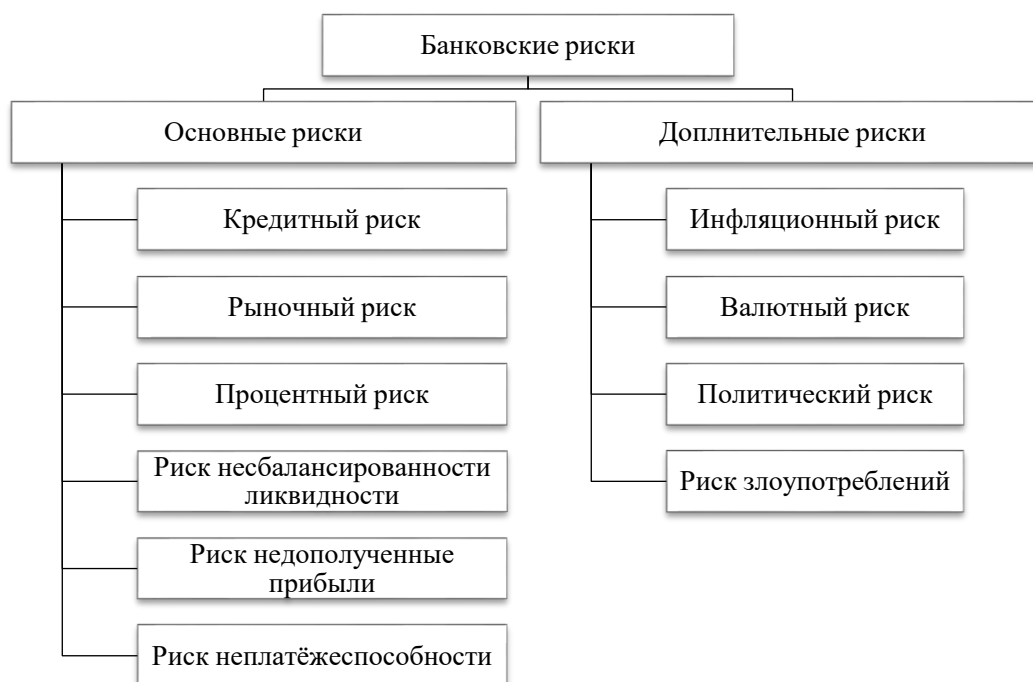 Банковские риски
Основные риски
Доплнительные риски
Кредитный риск
Рыночный риск
Процентный риск
Риск несбалансированности
ликвидности
Риск недополученные
прибыли
Риск неплатёжеспособности
Инфляционный риск
Валютный риск
Политический риск
Риск злоупотреблений